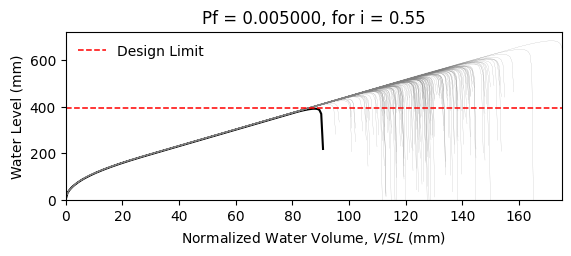 Pf = 0.005000, for i = 0.55
Design Limit
Water Level (mm)
600
400
200
0
0 20 40 60 80 100 120 140 160
Normalized Water Volume, V/SL (mm)